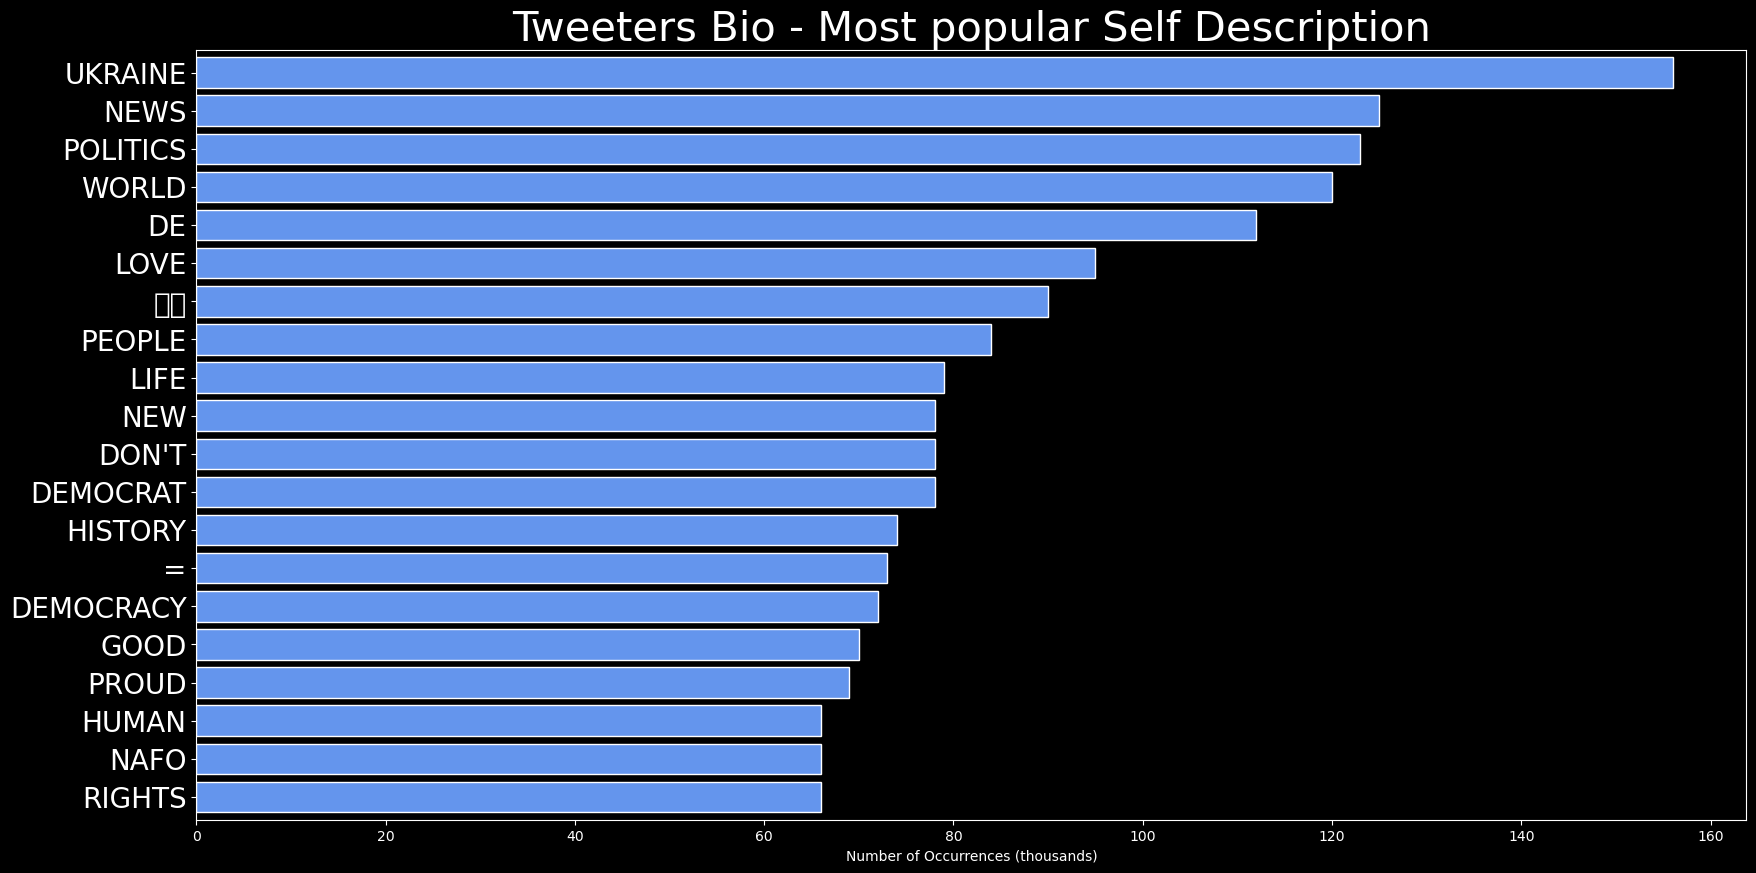 Tweeters Bio - Most popular Self Description
UKRAINE
NEWS
POLITICS
WORLD
DE
LOVE
PEOPLE
LIFE
NEW
DON'T
DEMOCRAT
HISTORY
=
DEMOCRACY
GOOD
PROUD
HUMAN
NAFO
RIGHTS
0 20 40 60 80 100 120 140 160
Number of Occurrences (thousands)